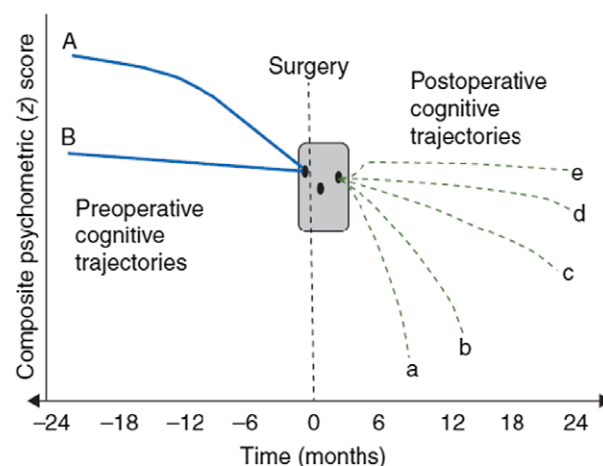 Composite psychometric (z) score
A
B
Surgery
Preoperative
cognitive
trajectories
Postoperative
cognitive
trajectories
e
d
c
b
a
–24 –18 –12 –6 0 6 12 18 24
Time (months)